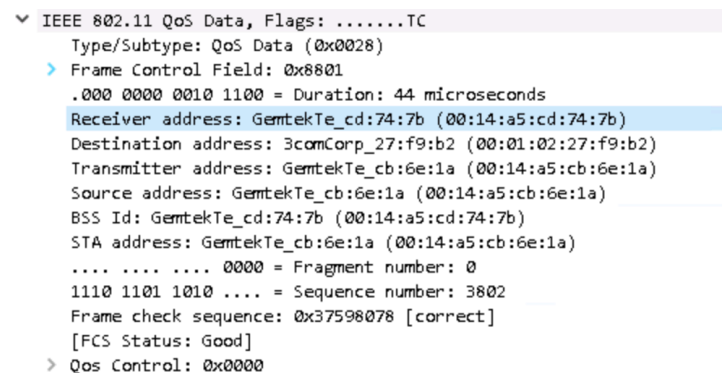 IEEE 802.11 QoS Data, Flags: .......TC
Type/Subtype: QoS Data (0x0028)
Frame Control Field: 0x8801
.000 0000 0010 1100 = Duration: 44 microseconds
Receiver address: GemtekTe_cd:74:7b (00:14:a5:cd:74:7b)
Destination address: 3comCorp_27:f9:b2 (00:01:02:27:f9:b2)
Transmitter address: GemtekTe_cb:6e:1a (00:14:a5:cb:6e:1a)
Source address: GemtekTe_cb:6e:1a (00:14:a5:cb:6e:1a)
BSS Id: GemtekTe_cd:74:7b (00:14:a5:cd:74:7b)
STA address: GemtekTe_cb:6e:1a (00:14:a5:cb:6e:1a)
.... .... .... 0000 = Fragment number: 0
1110 1101 1010 .... = Sequence number: 3802
Frame check sequence: 0x37598078 [correct]
[FCS Status: Good]
Qos Control: 0x0000